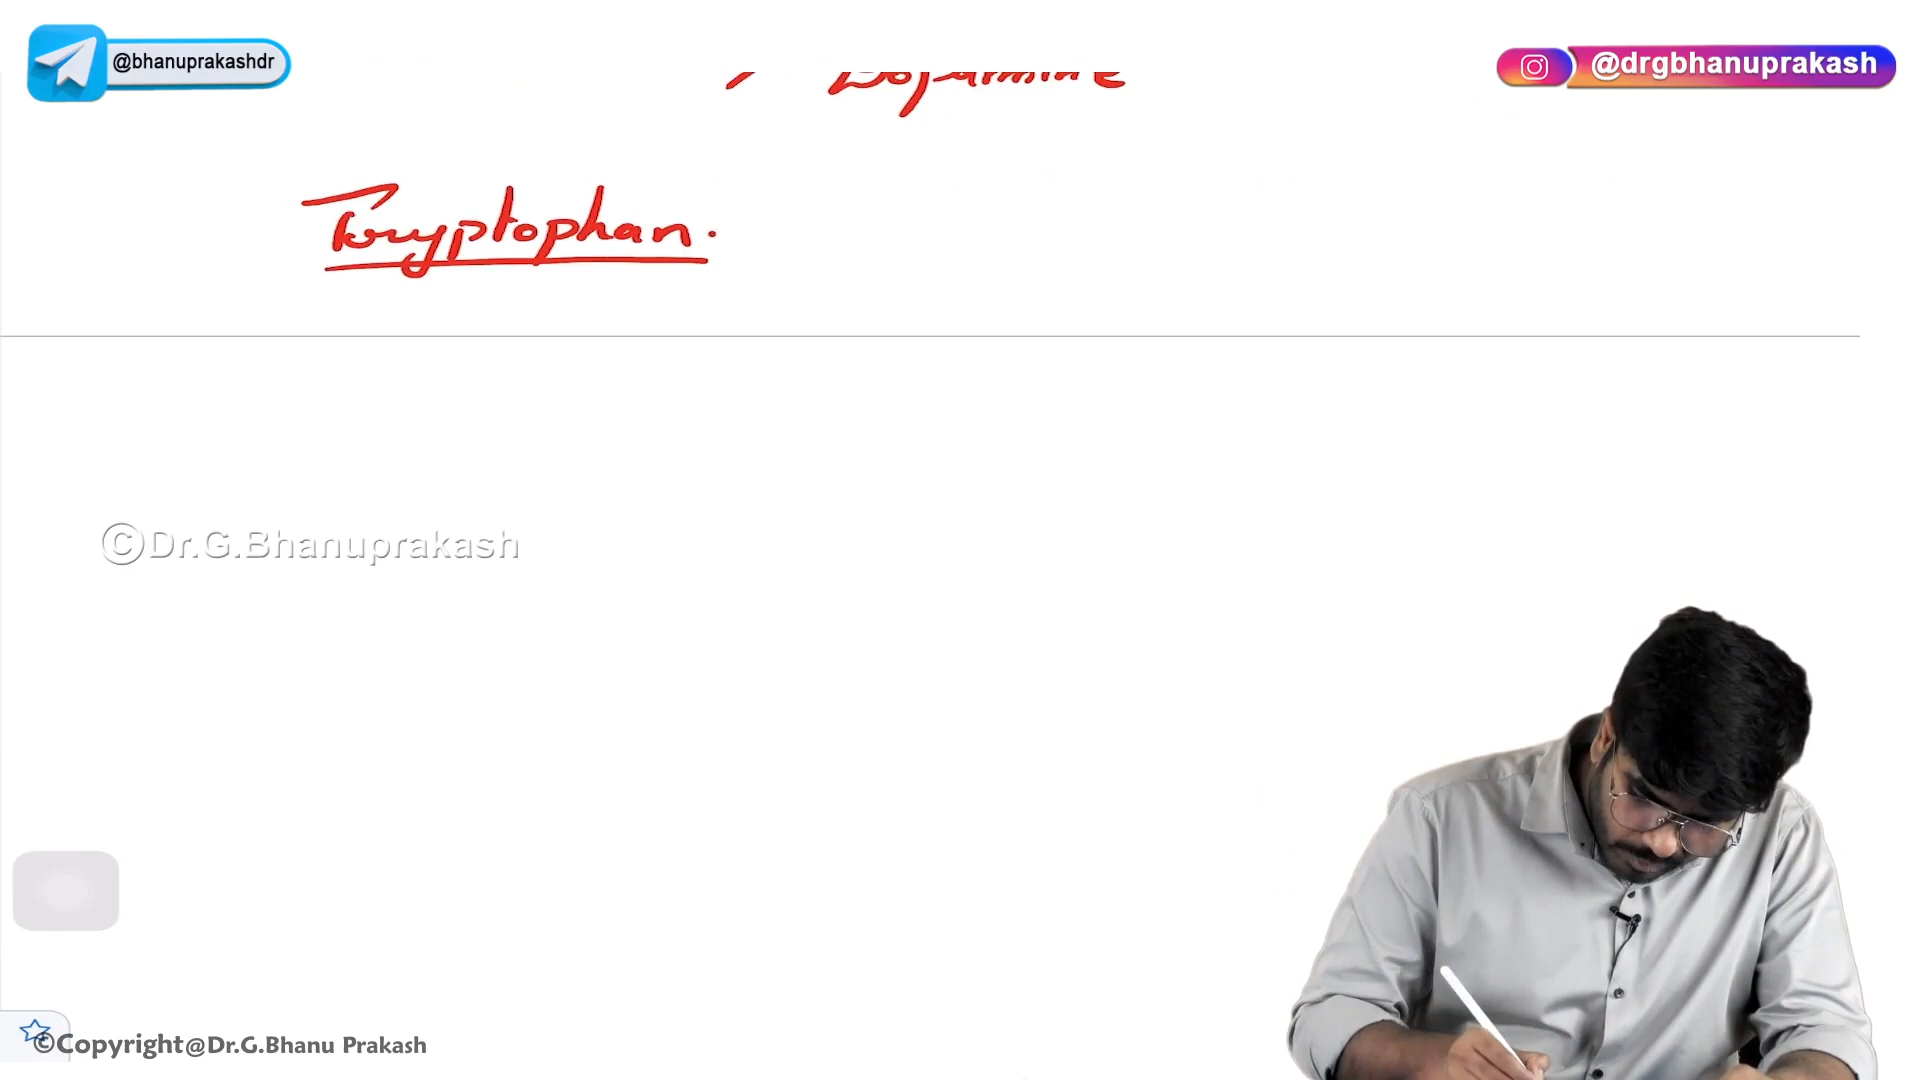 @bhanuprakashdr
@drgbhanuprakash
Dopamine
Tryptophan.
©Dr.G.Bhanuprakash
©Copyright@Dr.G.Bhanu Prakash